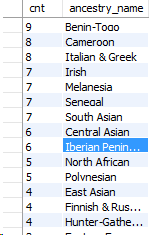 cnt ancestry_name
9 Benin-Togo
8 Cameroon
8 Italian & Greek
7 Irish
7 Melanesia
7 Senegal
7 South Asian
6 Central Asian
6 Iberian Penin...
5 North African
5 Polynesian
4 East Asian
4 Finnish & Rus...
4 Hunter-Gathe...